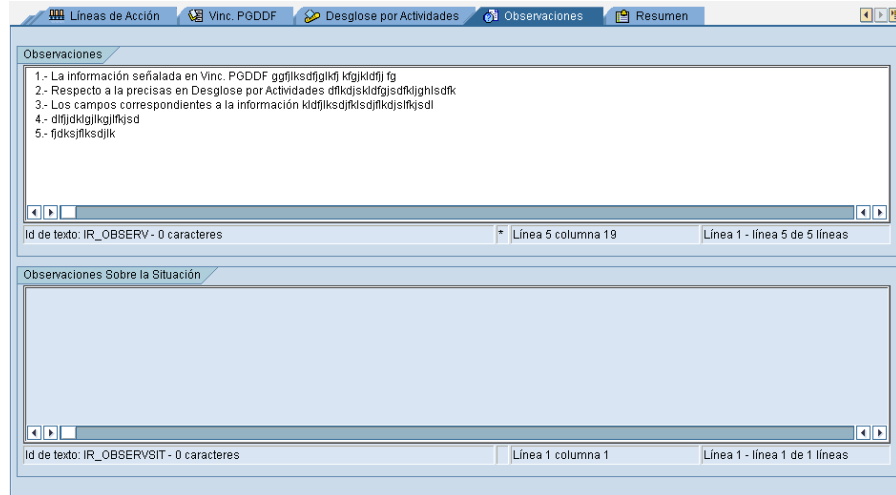 Líneas de Acción Vinc. PGDDF Desglose por Actividades Observaciones Resumen
Observaciones
1.- La información señalada en Vinc. PGDDF ggfjlksdfjglkfj kfgjkldfjj fg
2.- Respecto a la precisas en Desglose por Actividades dflkdjskldfgjsdfkljghlsdfk
3.- Los campos correspondientes a la información kldfjlksdjfklsdjflkdjslfkjsdl
4.- dlfjjdklgjlkgjlfkjsd
5.- fjdksjflksdjlk
Id de texto: IR_OBSERV - 0 caracteres * Línea 5 columna 19 Línea 1 - línea 5 de 5 líneas
Observaciones Sobre la Situación
Id de texto: IR_OBSERVSIT - 0 caracteres Línea 1 columna 1 Línea 1 - línea 1 de 1 líneas